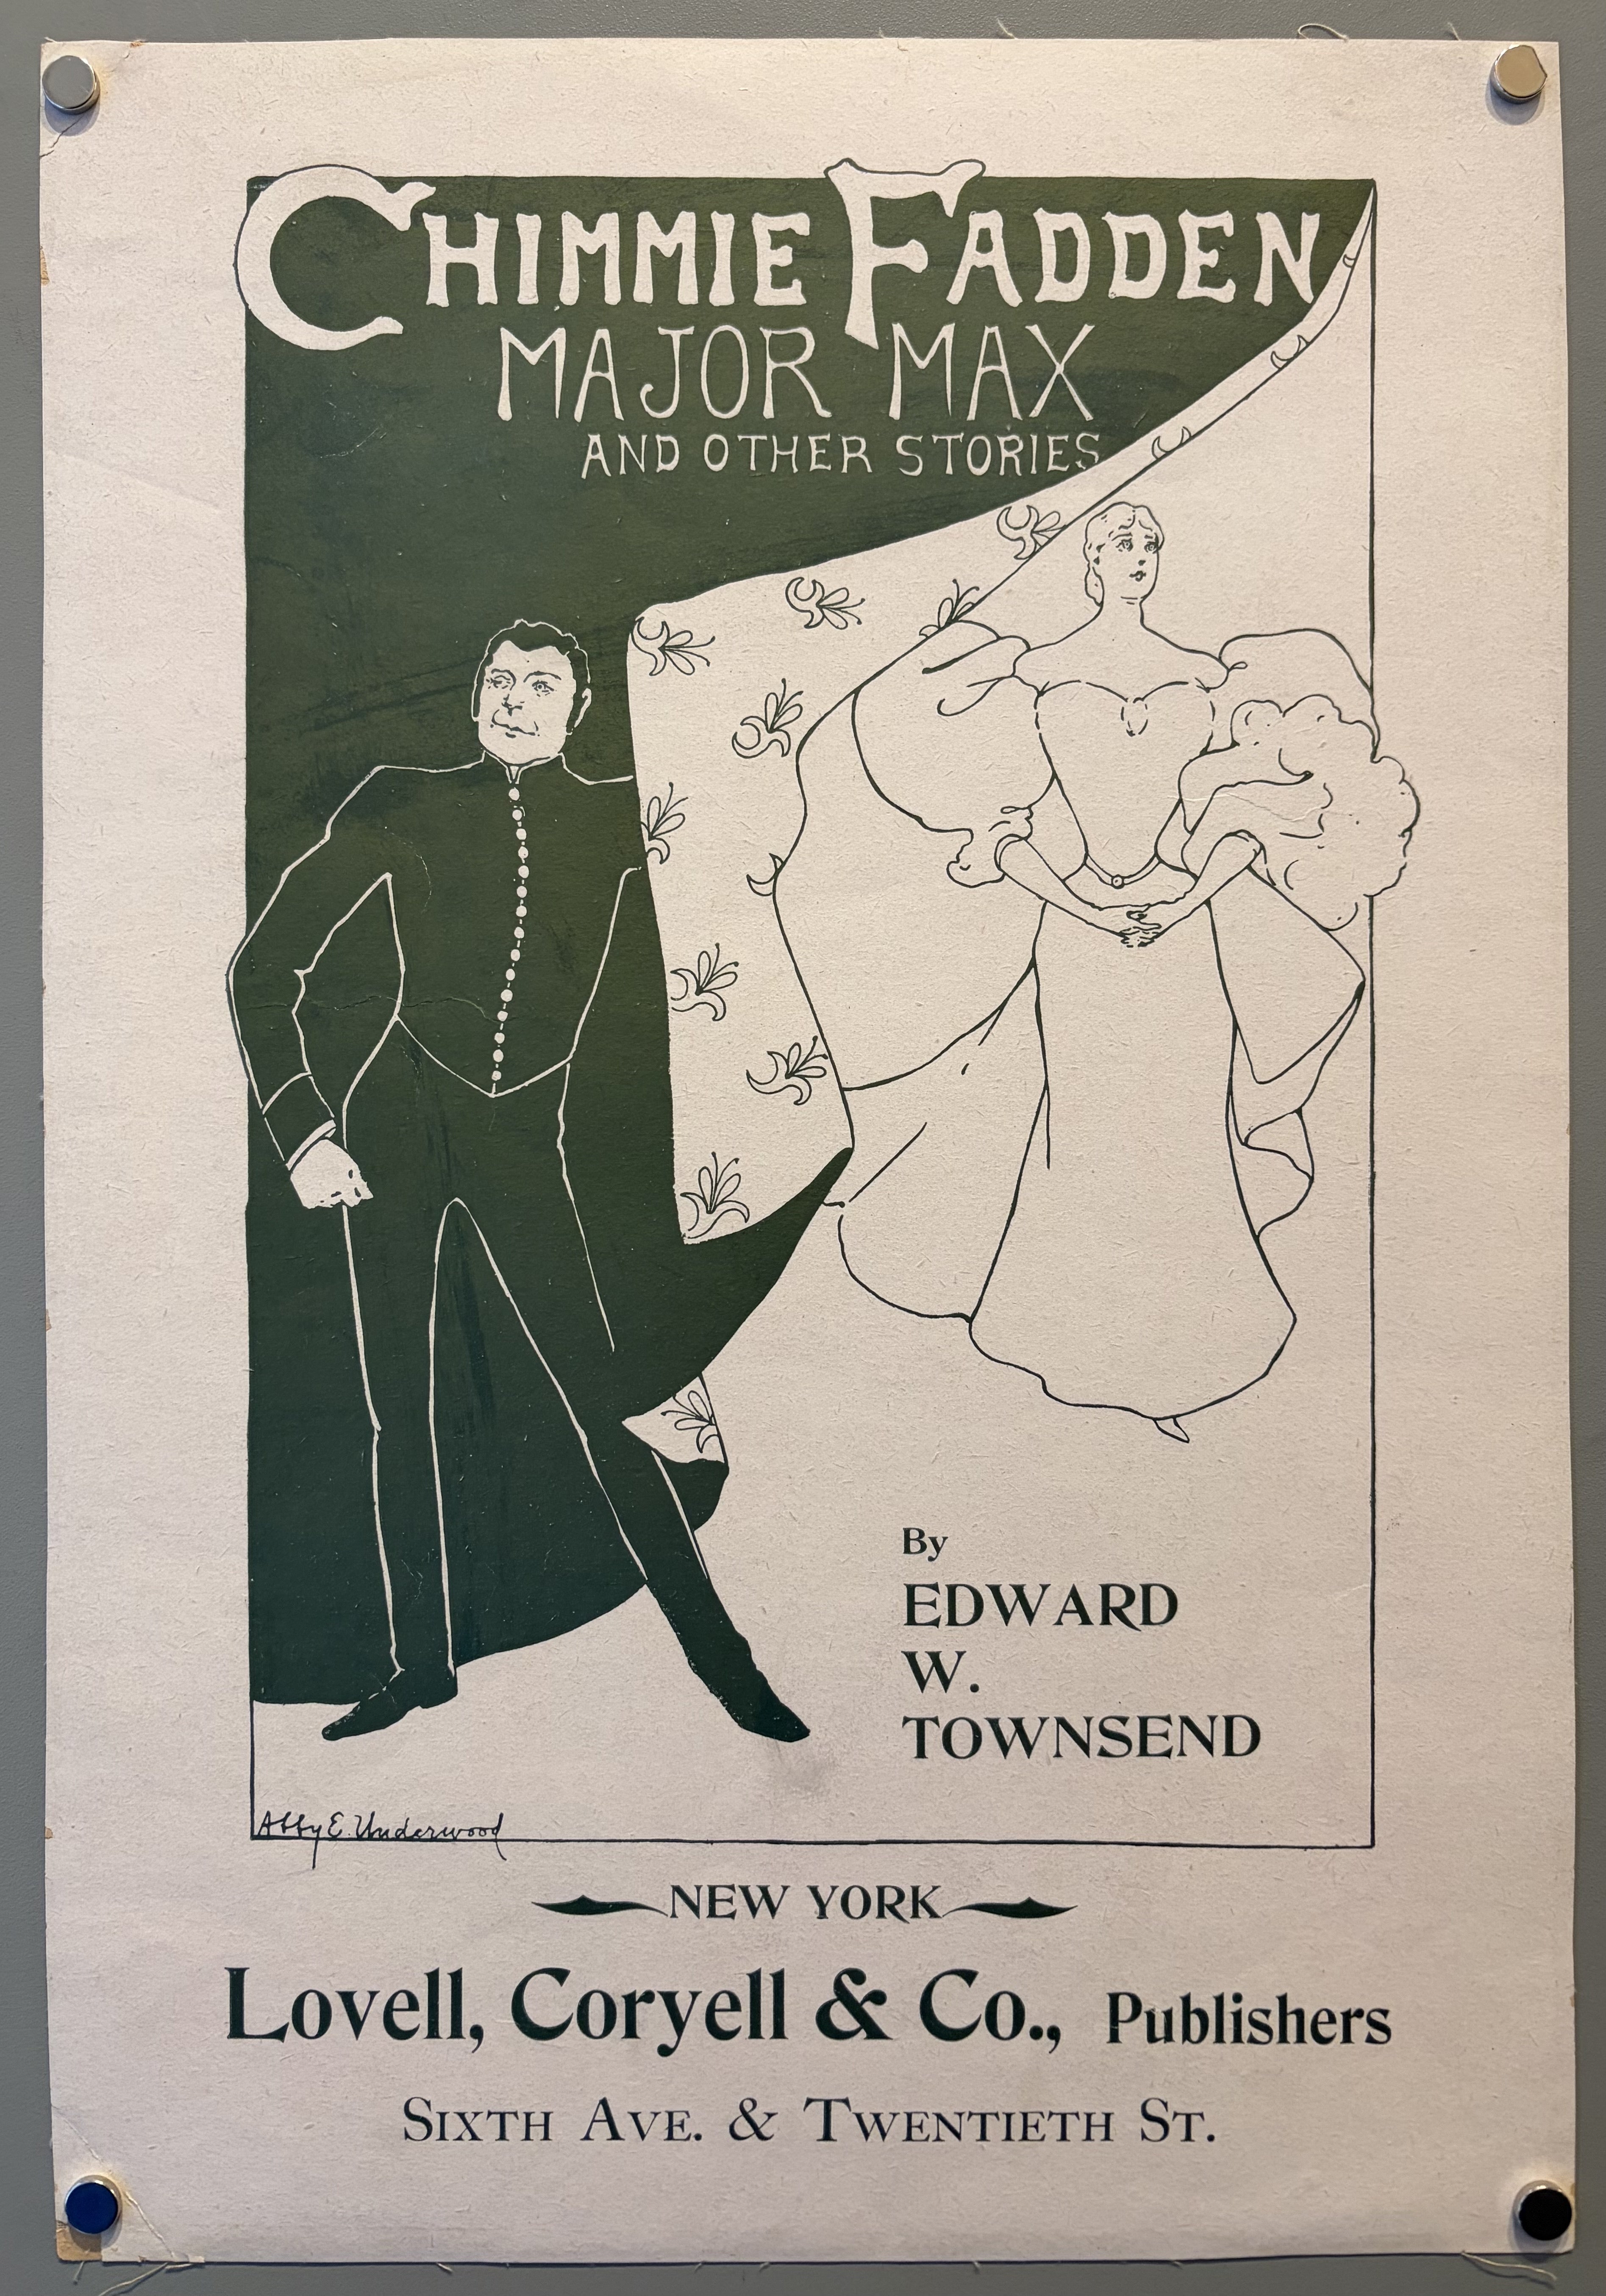 CHIMMIE FADDEN
MAJOR MAX
AND OTHER STORIES
By
EDWARD
W.
TOWNSEND
Abby E. Underwood
NEW YORK
Lovell, Coryell & Co., Publishers
SIXTH AVE. & TWENTIETH ST.